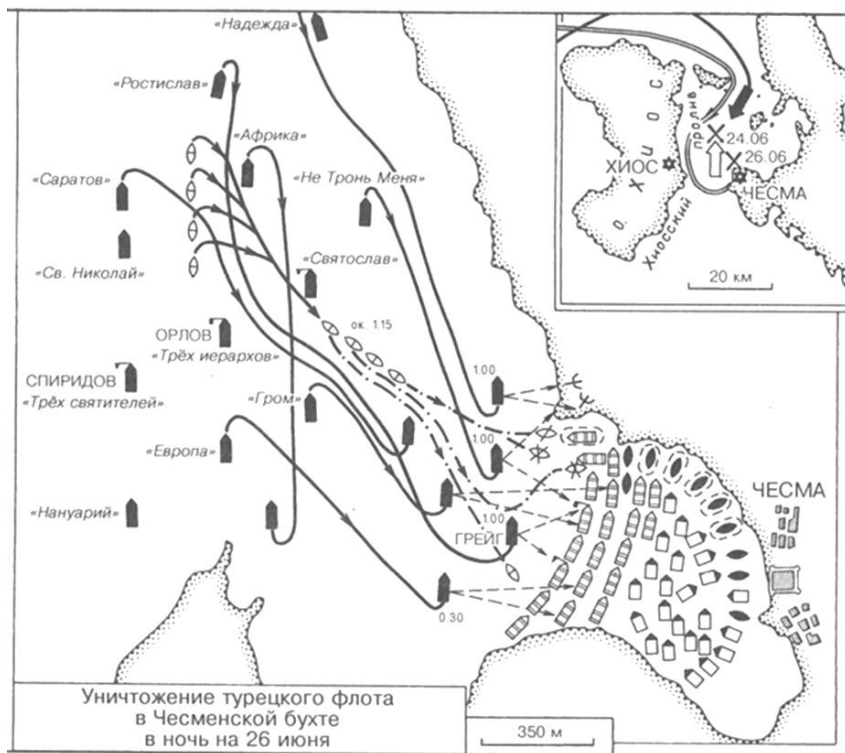 «Надежда»
«Ростислав»
«Африка»
«Саратов»
«Не Тронь Меня»
«Св. Николай»
«Святослав»
ок. 1.15
ОРЛОВ
«Трёх иерархов»
СПИРИДОВ
«Трёх святителей»
«Гром»
1.00
«Европа»
1.00
«Нануарий»
1.00
ГРЕЙГ
0.30
ЧЕСМА
О. ХИОС
ХИОС
Хиосский
пролив
24.06
26.06
ЧЕСМА
20 км
Уничтожение турецкого флота
в Чесменской бухте
в ночь на 26 июня
350 м